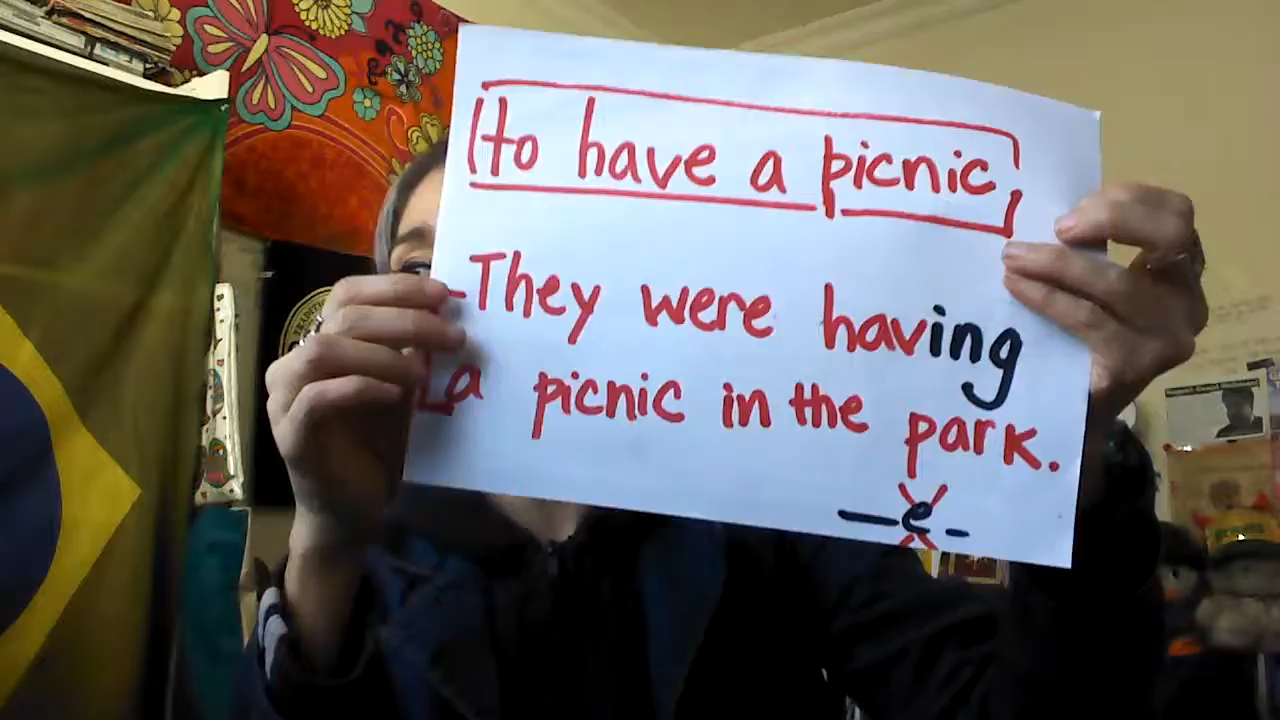 to have a picnic
They were having
a picnic in the park.
- e -